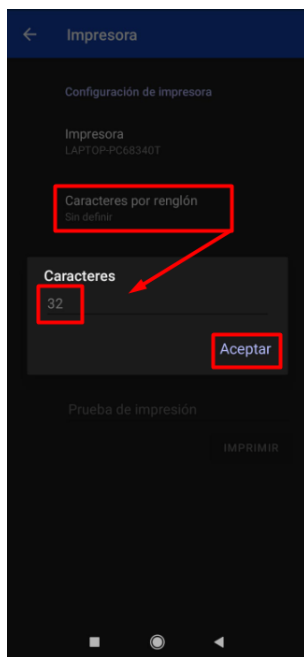 Impresora
Configuración de impresora
Impresora
LAPTOP-PC68340T
Caracteres por renglón
Sin definir
Caracteres
32
Aceptar
Prueba de impresión
IMPRIMIR